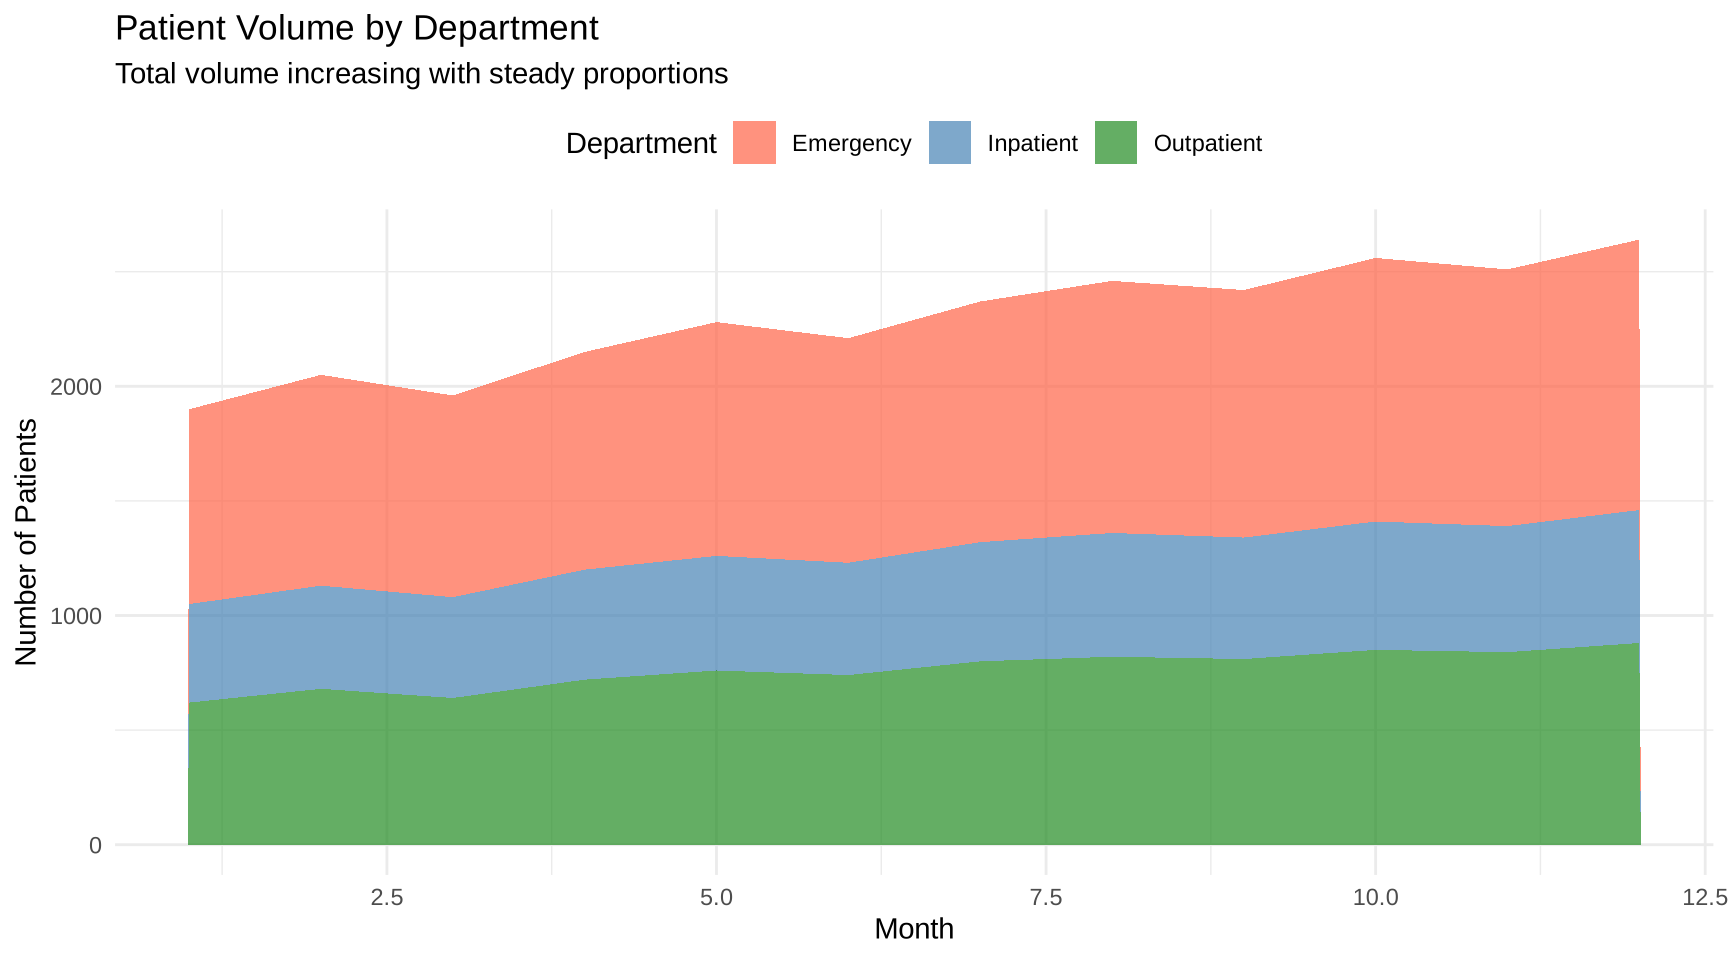 Patient Volume by Department
Total volume increasing with steady proportions
Department Emergency Inpatient Outpatient
Number of Patients
2000
1000
0
2.5 5.0 7.5 10.0 12.5
Month